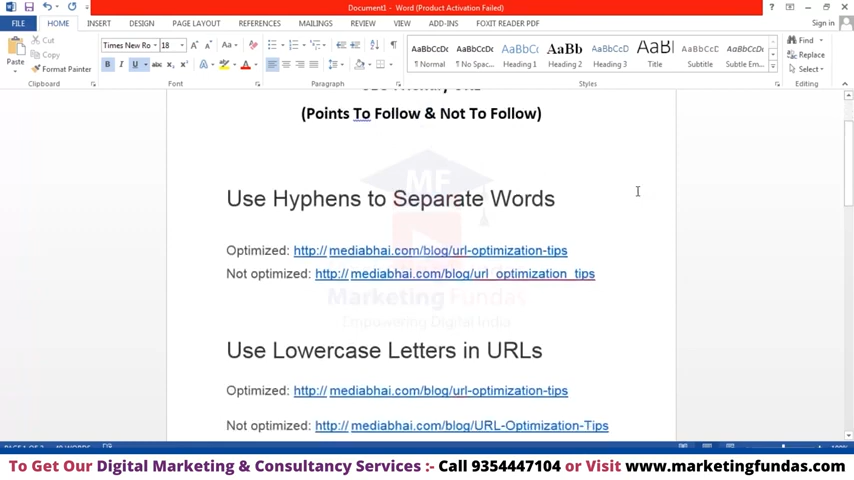 Document1 - Word (Product Activation Failed)
FILE HOME INSERT DESIGN PAGE LAYOUT REFERENCES MAILINGS REVIEW VIEW ADD-INS FOXIT READER PDF Sign in
Cut
Copy
Format Painter
Paste
Times New Ro 18
AaBbCcDc AaBbCcDc AaBbCc AaBb AaBbCcD AaBbI AaBbCcC AaBbCcDc
¶ Normal ¶ No Spac... Heading 1 Heading 2 Heading 3 Title Subtitle Subtle Em...
Find
Replace
Select
Clipboard Font Paragraph Styles Editing
(Points To Follow & Not To Follow)
Use Hyphens to Separate Words
Optimized: http:// mediabhai.com/blog/url-optimization-tips
Not optimized: http:// mediabhai.com/blog/url_optimization_tips
MF
Marketing Fundas
Empowering Digital India
Use Lowercase Letters in URLs
Optimized: http:// mediabhai.com/blog/url-optimization-tips
Not optimized: http:// mediabhai.com/blog/URL-Optimization-Tips
To Get Our Digital Marketing & Consultancy Services :- Call 9354447104 or Visit www.marketingfundas.com